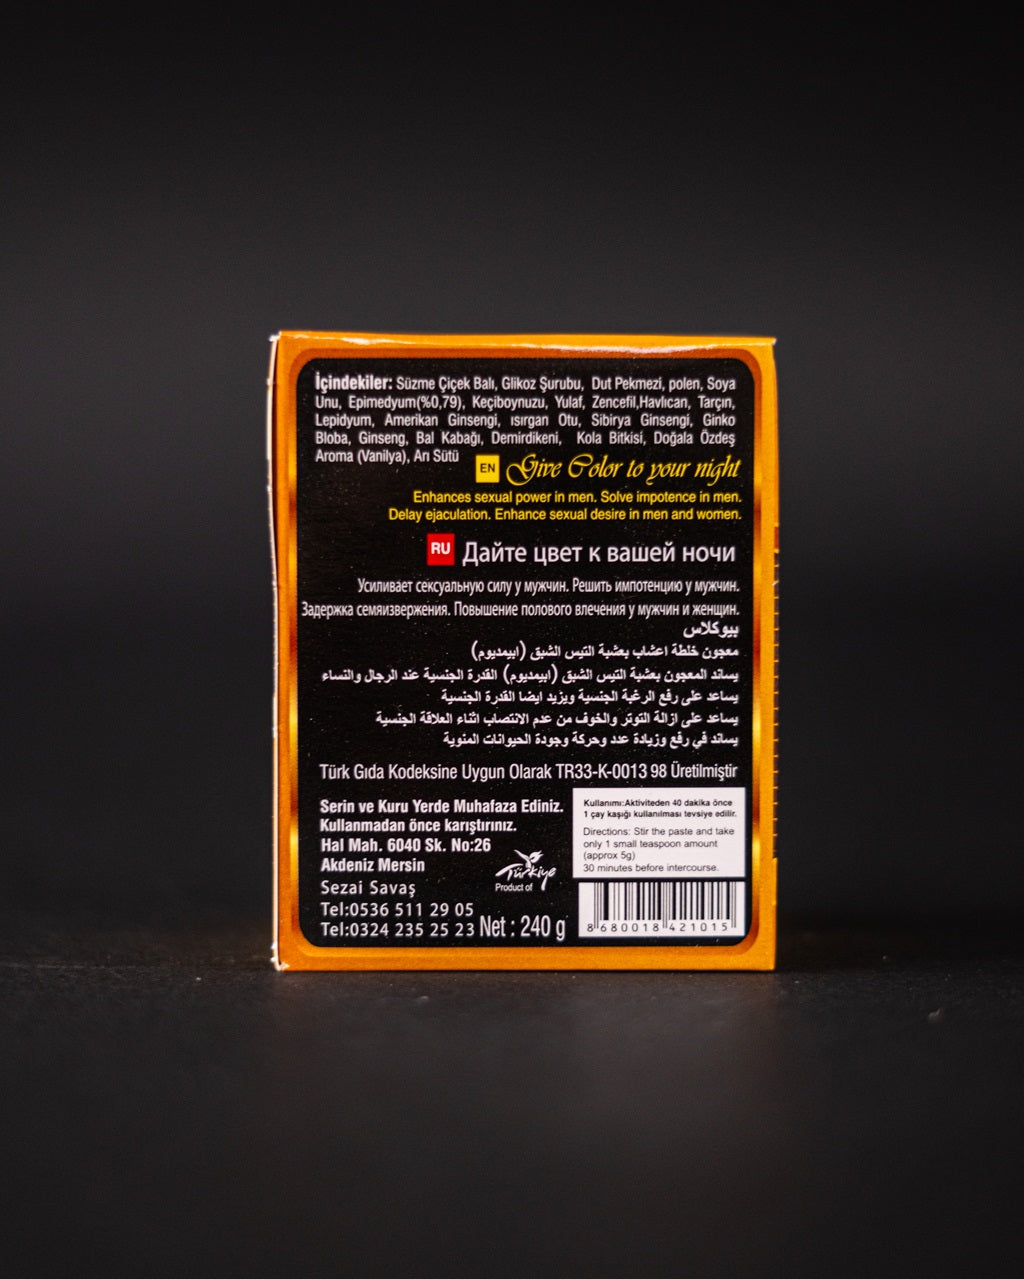 İçindekiler: Süzme Çiçek Balı, Glikoz Şurubu, Dut Pekmezi, polen, Soya
Unu, Epimedyum(%0,79), Keçiboynuzu, Yulaf, Zencefil,Havlıcan, Tarçın,
Lepidyum, Amerikan Ginsengi, ısırgan Otu, Sibirya Ginsengi, Ginko
Bloba, Ginseng, Bal Kabağı, Demirdikeni, Kola Bitkisi, Doğala Özdeş
Aroma (Vanilya), Arı Sütü
EN Give Color to your night
Enhances sexual power in men. Solve impotence in men.
Delay ejaculation. Enhance sexual desire in men and women.
RU Дайте цвет к вашей ночи
Усиливает сексуальную силу у мужчин. Решить импотенцию у мужчин.
Задержка семяизвержения. Повышение полового влечения у мужчин и женщин.
بيوكلاس
معجون خلطة اعشاب بعشبة التيس الشبق (ابيمديوم)
يساند المعجون بعشبة التيس الشبق (ابيمديوم) القدرة الجنسية عند الرجال والنساء
يساعد على رفع الرغبة الجنسية ويزيد ايضا القدرة الجنسية
يساعد على ازالة التوتر والخوف من عدم الانتصاب اثناء العلاقة الجنسية
يساند في رفع وزيادة عدد وحركة وجودة الحيوانات المنوية
Türk Gıda Kodeksine Uygun Olarak TR33-K-0013 98 Üretilmiştir
Serin ve Kuru Yerde Muhafaza Ediniz.
Kullanmadan önce karıştırınız.
Hal Mah. 6040 Sk. No:26
Akdeniz Mersin
Sezai Savaş
Tel:0536 511 29 05
Tel:0324 235 25 23
Türkiye
Product of
Net : 240 g
Kullanımı:Aktiviteden 40 dakika önce
1 çay kaşığı kullanılması tavsiye edilir.
Directions: Stir the paste and take
only 1 small teaspoon amount
(approx 5g)
30 minutes before intercourse.
8 680018 421015